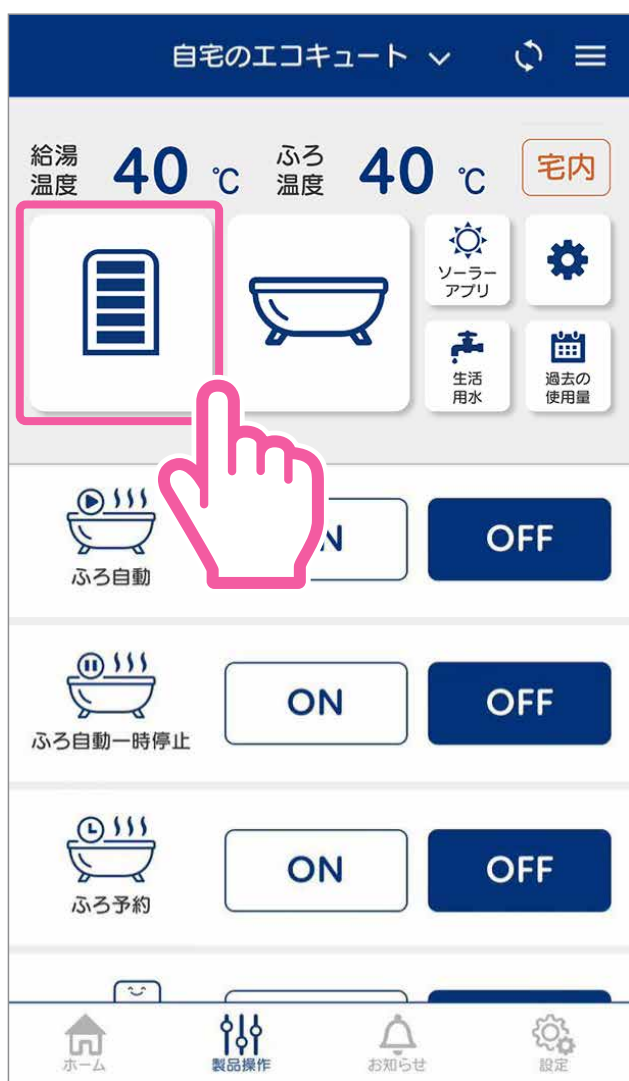 自宅のエコキュート
給湯
温度
40 ℃
ふろ
温度
40 ℃
宅内
ソーラー
アプリ
生活
用水
過去の
使用量
ふろ自動
N
OFF
ふろ自動一時停止
ON
OFF
ふろ予約
ON
OFF
ホーム
製品操作
お知らせ
設定